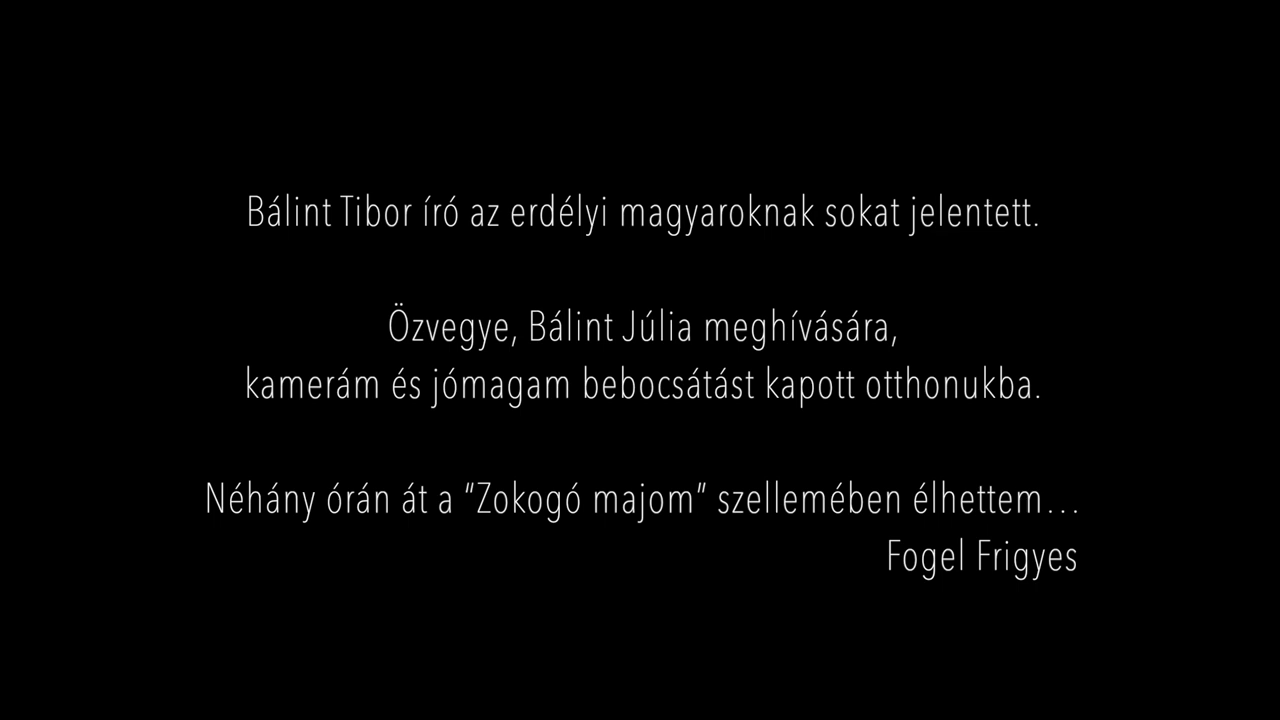 Bálint Tibor író az erdélyi magyaroknak sokat jelentett.
Özvegye, Bálint Júlia meghívására,
kamerám és jómagam bebocsátást kapott otthonukba.
Néhány órán át a “Zokogó majom” szellemében élhettem...
Fogel Frigyes